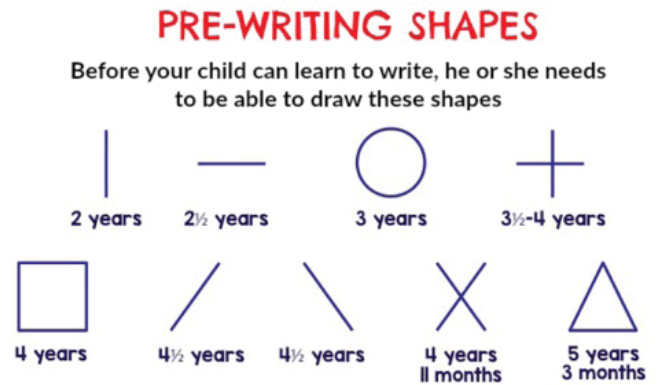 PRE-WRITING SHAPES
Before your child can learn to write, he or she needs
to be able to draw these shapes
2 years
2½ years
3 years
3½-4 years
4 years
4½ years
4½ years
4 years
11 months
5 years
3 months